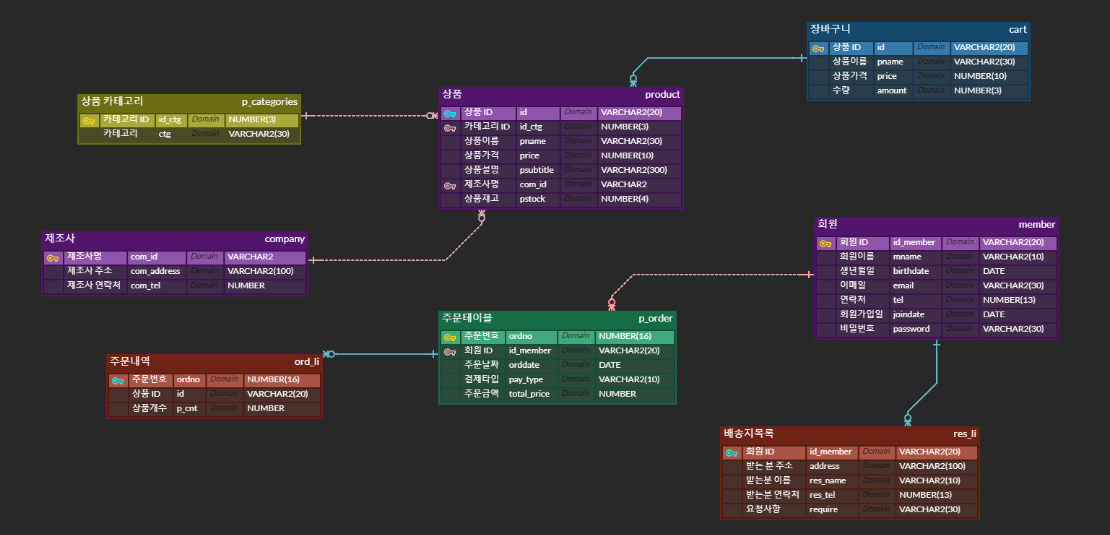 장바구니 cart
상품 ID id Domain VARCHAR2(20)
상품이름 pname Domain VARCHAR2(30)
상품가격 price Domain NUMBER(10)
수량 amount Domain NUMBER(3)
상품 카테고리 p_categories
카테고리 ID id_ctg Domain NUMBER(3)
카테고리 ctg Domain VARCHAR2(30)
상품 product
상품 ID id Domain VARCHAR2(20)
카테고리 ID id_ctg Domain NUMBER(3)
상품이름 pname Domain VARCHAR2(30)
상품가격 price Domain NUMBER(10)
상품설명 psubtitle Domain VARCHAR2(300)
제조사명 com_id Domain VARCHAR2
상품재고 pstock Domain NUMBER(4)
제조사 company
제조사명 com_id Domain VARCHAR2
제조사 주소 com_address Domain VARCHAR2(100)
제조사 연락처 com_tel Domain NUMBER
회원 member
회원 ID id_member Domain VARCHAR2(20)
회원이름 mname Domain VARCHAR2(10)
생년월일 birthdate Domain DATE
이메일 email Domain VARCHAR2(30)
연락처 tel Domain NUMBER(13)
회원가입일 joindate Domain DATE
비밀번호 password Domain VARCHAR2(30)
주문테이블 p_order
주문번호 ordno Domain NUMBER(16)
회원 ID id_member Domain VARCHAR2(20)
주문날짜 orddate Domain DATE
결제타입 pay_type Domain VARCHAR2(10)
주문금액 total_price Domain NUMBER
주문내역 ord_li
주문번호 ordno Domain NUMBER(16)
상품 ID id Domain VARCHAR2(20)
상품개수 p_cnt Domain NUMBER
배송지목록 res_li
회원 ID id_member Domain VARCHAR2(20)
받는 분 주소 address Domain VARCHAR2(100)
받는분 이름 res_name Domain VARCHAR2(10)
받는분 연락처 res_tel Domain NUMBER(13)
요청사항 require Domain VARCHAR2(30)